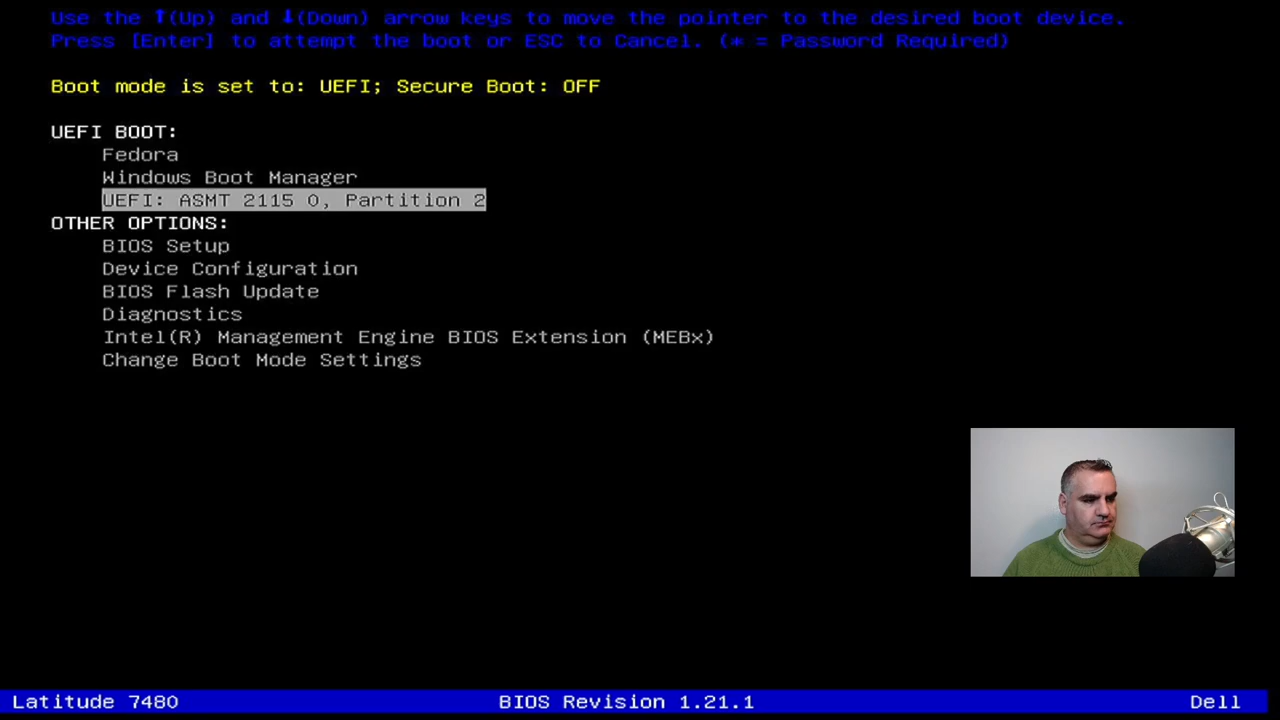 Use the ↑(Up) and ↓(Down) arrow keys to move the pointer to the desired boot device.
Press [Enter] to attempt the boot or ESC to Cancel. (* = Password Required)
Boot mode is set to: UEFI; Secure Boot: OFF
UEFI BOOT:
Fedora
Windows Boot Manager
UEFI: ASMT 2115 0, Partition 2
OTHER OPTIONS:
BIOS Setup
Device Configuration
BIOS Flash Update
Diagnostics
Intel(R) Management Engine BIOS Extension (MEBx)
Change Boot Mode Settings
Latitude 7480 BIOS Revision 1.21.1 Dell